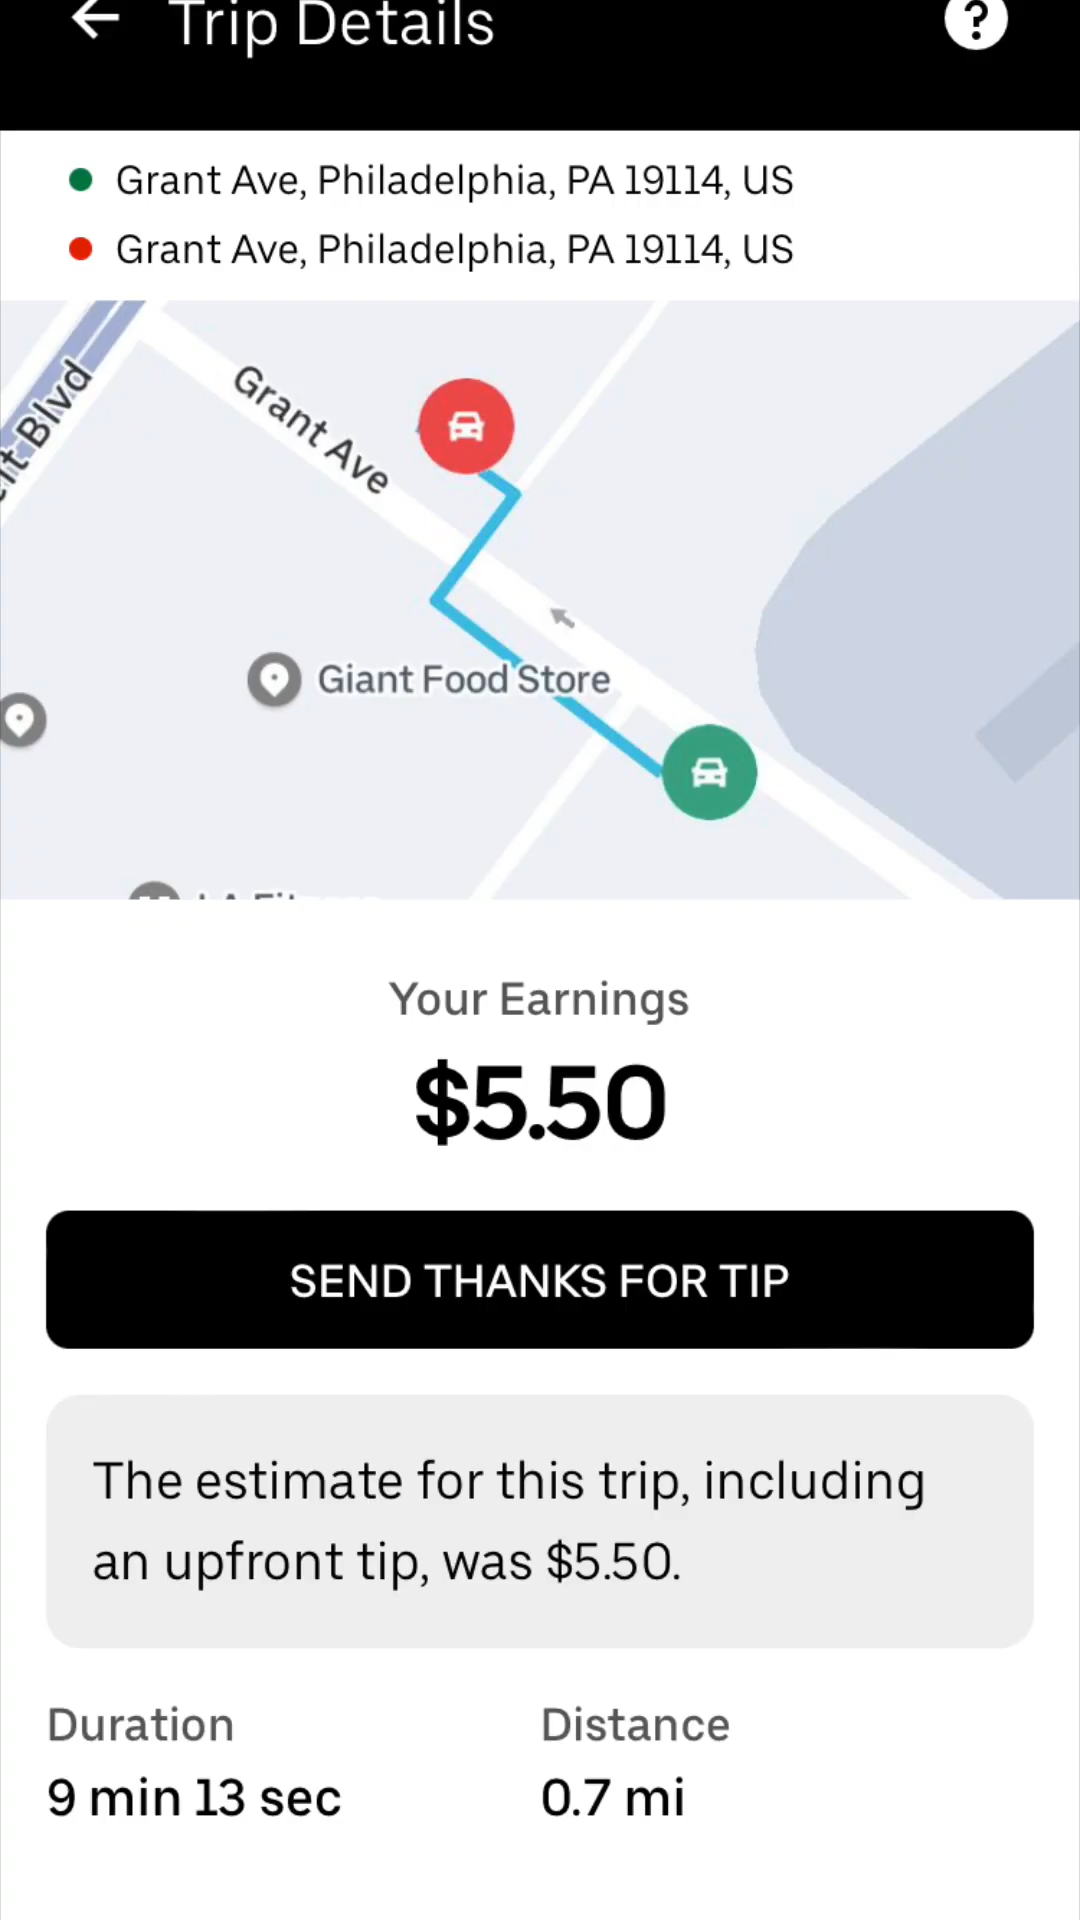 Trip Details
?
Grant Ave, Philadelphia, PA 19114, US
Grant Ave, Philadelphia, PA 19114, US
Blvd
Grant Ave
Giant Food Store
Your Earnings
$5.50
SEND THANKS FOR TIP
The estimate for this trip, including
an upfront tip, was $5.50.
Duration
Distance
9 min 13 sec
0.7 mi